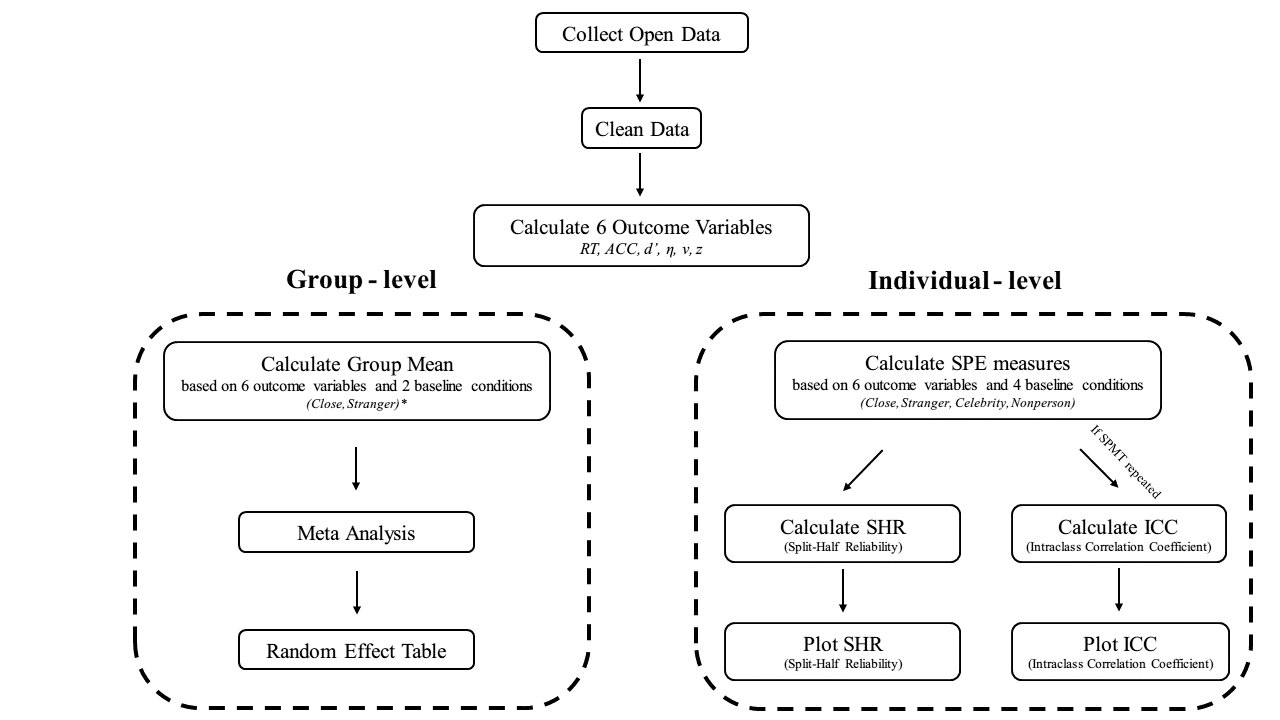 Collect Open Data
Clean Data
Calculate 6 Outcome Variables
RT, ACC, d’, η, v, z
Group - level
Calculate Group Mean
based on 6 outcome variables and 2 baseline conditions
(Close, Stranger)*
Meta Analysis
Random Effect Table
Individual - level
Calculate SPE measures
based on 6 outcome variables and 4 baseline conditions
(Close, Stranger, Celebrity, Nonperson)
If SPMT repeated
Calculate SHR
(Split-Half Reliability)
Calculate ICC
(Intraclass Correlation Coefficient)
Plot SHR
(Split-Half Reliability)
Plot ICC
(Intraclass Correlation Coefficient)